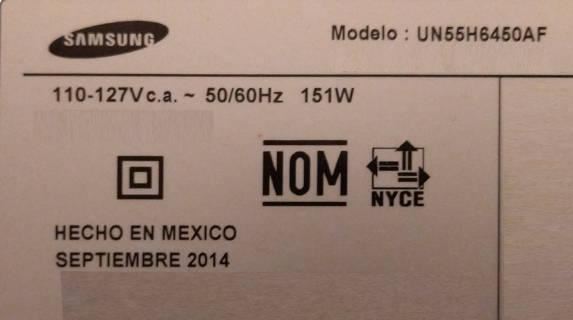 SAMSUNG
Modelo : UN55H6450AF
110-127V c.a. ~ 50/60Hz 151W
NOM
NYCE
HECHO EN MEXICO
SEPTIEMBRE 2014